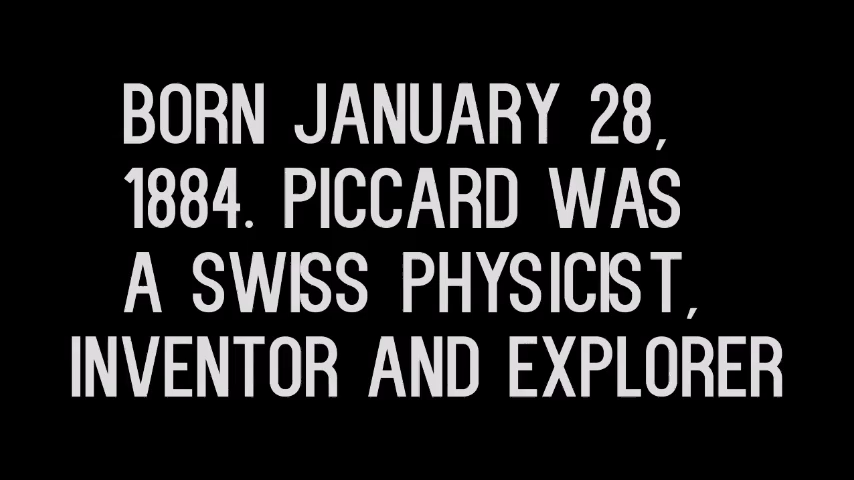 BORN JANUARY 28,
1884. PICCARD WAS
A SWISS PHYSICIST,
INVENTOR AND EXPLORER